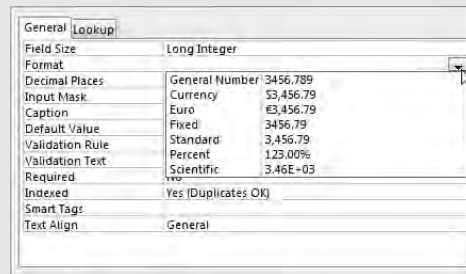 General Lookup
Field Size Long Integer
Format
Decimal Places General Number 3456.789
Input Mask Currency $3,456.79
Caption Euro €3,456.79
Default Value Fixed 3456.79
Validation Rule Standard 3,456.79
Validation Text Percent 123.00%
Required Scientific 3.46E+03
Indexed Yes (Duplicates OK)
Smart Tags
Text Align General